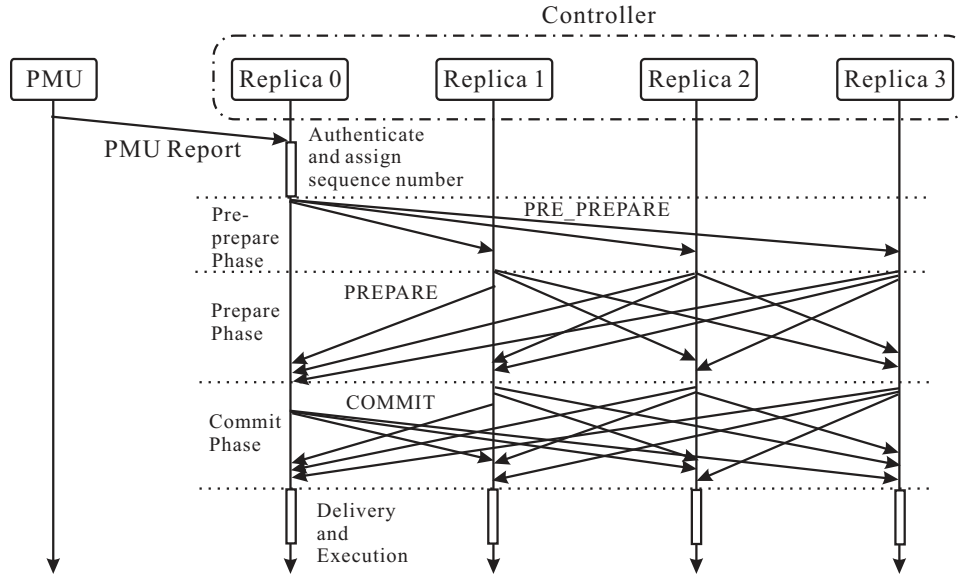 Controller
PMU
Replica 0
Replica 1
Replica 2
Replica 3
PMU Report
Authenticate
and assign
sequence number
Pre-
prepare
Phase
PRE_PREPARE
Prepare
Phase
PREPARE
Commit
Phase
COMMIT
Delivery
and
Execution